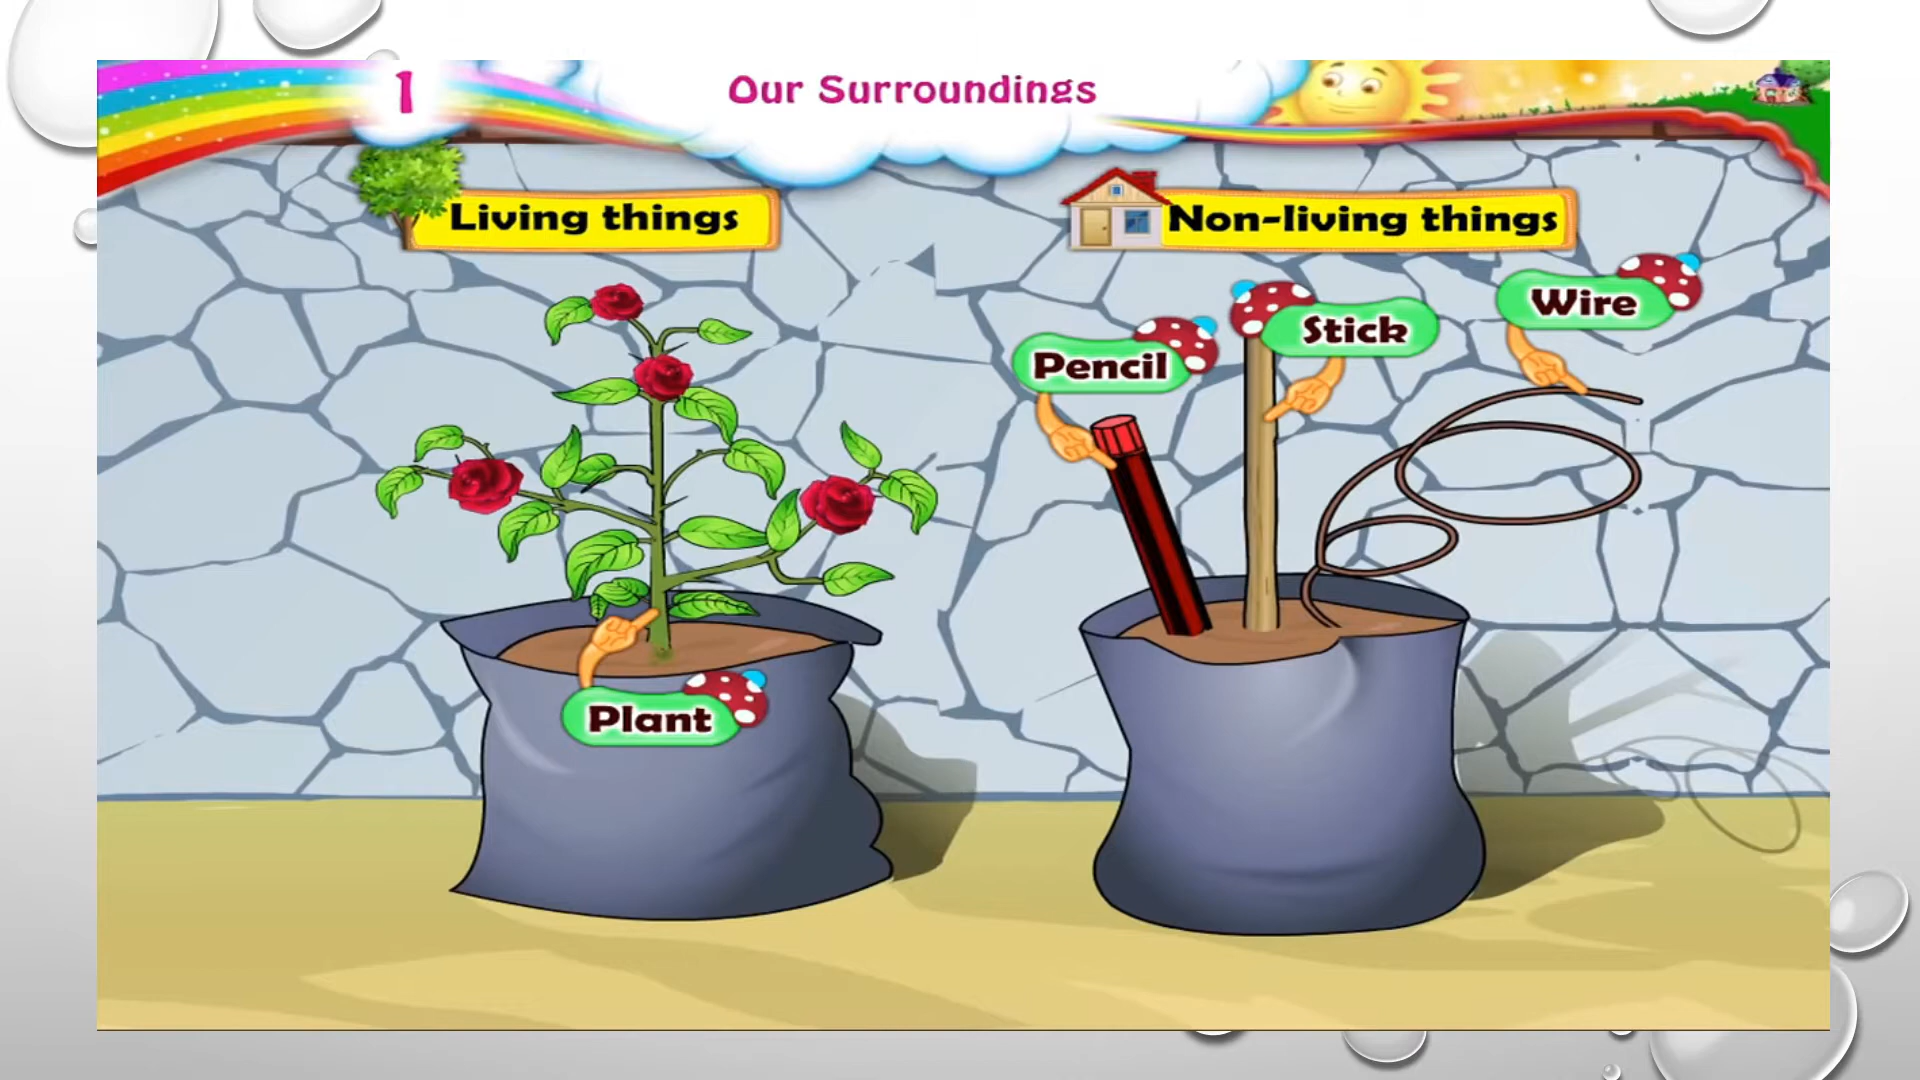 1
Our Surroundings
Living things
Non-living things
Wire
Stick
Pencil
Plant